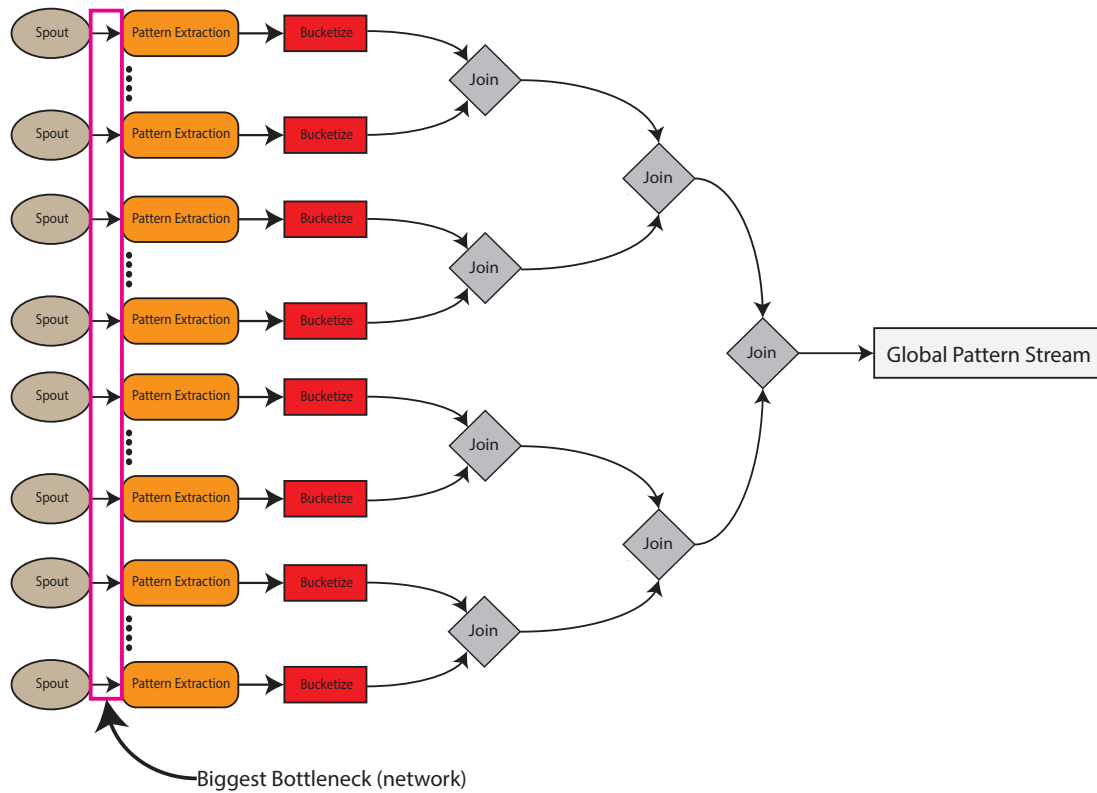 Spout
Pattern Extraction
Bucketize
Join
Spout
Pattern Extraction
Bucketize
Join
Spout
Pattern Extraction
Bucketize
Join
Spout
Pattern Extraction
Bucketize
Join
Global Pattern Stream
Spout
Pattern Extraction
Bucketize
Join
Spout
Pattern Extraction
Bucketize
Join
Spout
Pattern Extraction
Bucketize
Join
Spout
Pattern Extraction
Bucketize
Biggest Bottleneck (network)